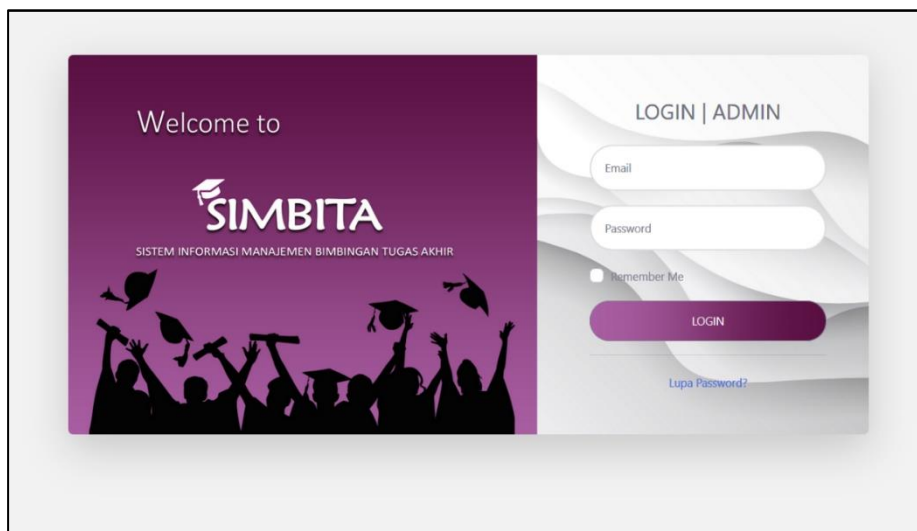 Welcome to
SIMBITA
SISTEM INFORMASI MANAJEMEN BIMBINGAN TUGAS AKHIR
LOGIN | ADMIN
Email
Password
Remember Me
LOGIN
Lupa Password?